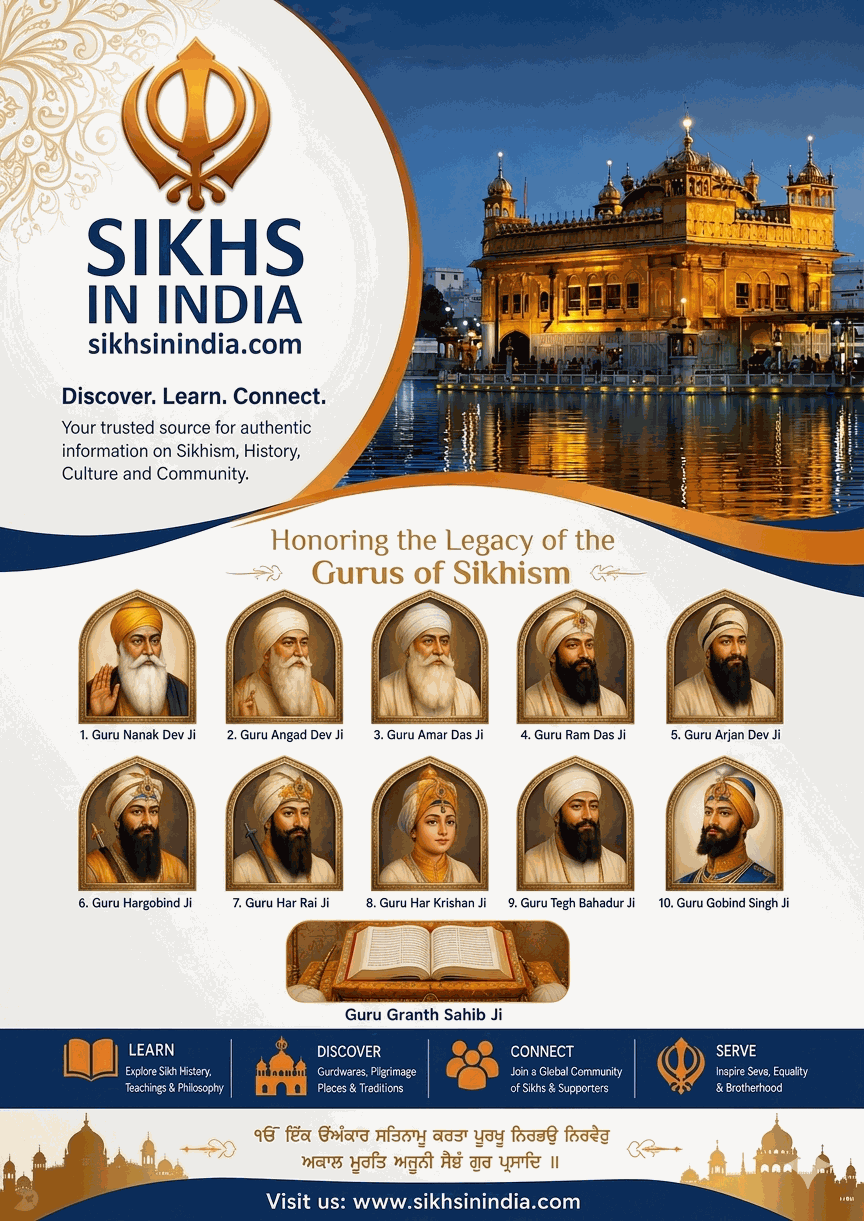 SIKHS
IN INDIA
sikhsinindia.com
Discover. Learn. Connect.
Your trusted source for authentic
information on Sikhism, History,
Culture and Community.
Honoring the Legacy of the
Gurus of Sikhism
1. Guru Nanak Dev Ji
2. Guru Angad Dev Ji
3. Guru Amar Das Ji
4. Guru Ram Das Ji
5. Guru Arjan Dev Ji
6. Guru Hargobind Ji
7. Guru Har Rai Ji
8. Guru Har Krishan Ji
9. Guru Tegh Bahadur Ji
10. Guru Gobind Singh Ji
Guru Granth Sahib Ji
LEARN
Explore Sikh Histery,
Teachings & Philosophy
DISCOVER
Gurdwares, Pilgrimage
Pleces & Traditions
CONNECT
Join a Glebal Community
of Sikhs & Supporters
SERVE
Inspire Seva, Equality
& Brotherhood
ੴ ਇੱਕ ਓਅੰਕਾਰ ਸਤਿਨਾਮੂ ਕਰਤਾ ਪੂਰਖੂ ਨਿਰਭਉ ਨਿਰਵੈਰੁ
ਅਕਾਲ ਮੂਰਤਿ ਅਜੂਨੀ ਸੈਭੰ ਗੁਰ ਪ੍ਰਸਾਦਿ ॥
Visit us: www.sikhsinindia.com